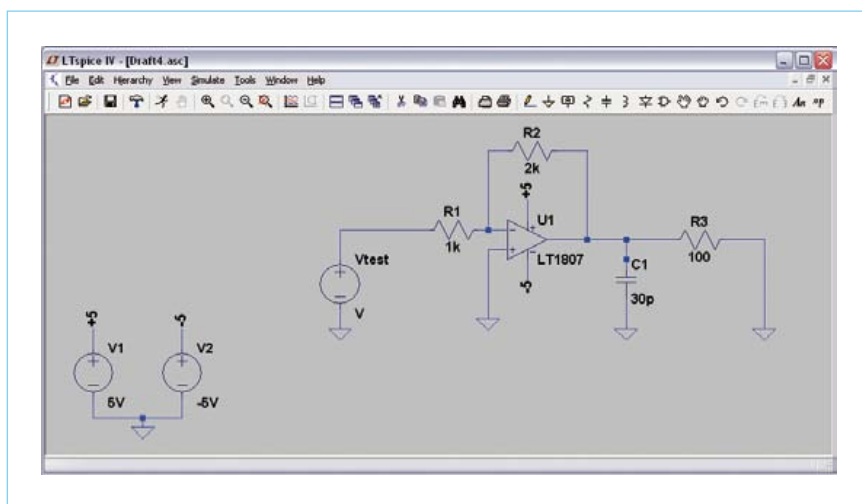 LTspice IV - [Draft4.asc]
File Edit Hierarchy View Simulate Tools Window Help
R2
2k
+5
R1
1k
U1
LT1807
-5
R3
100
C1
30p
Vtest
V
+5
-5
V1
5V
V2
-5V